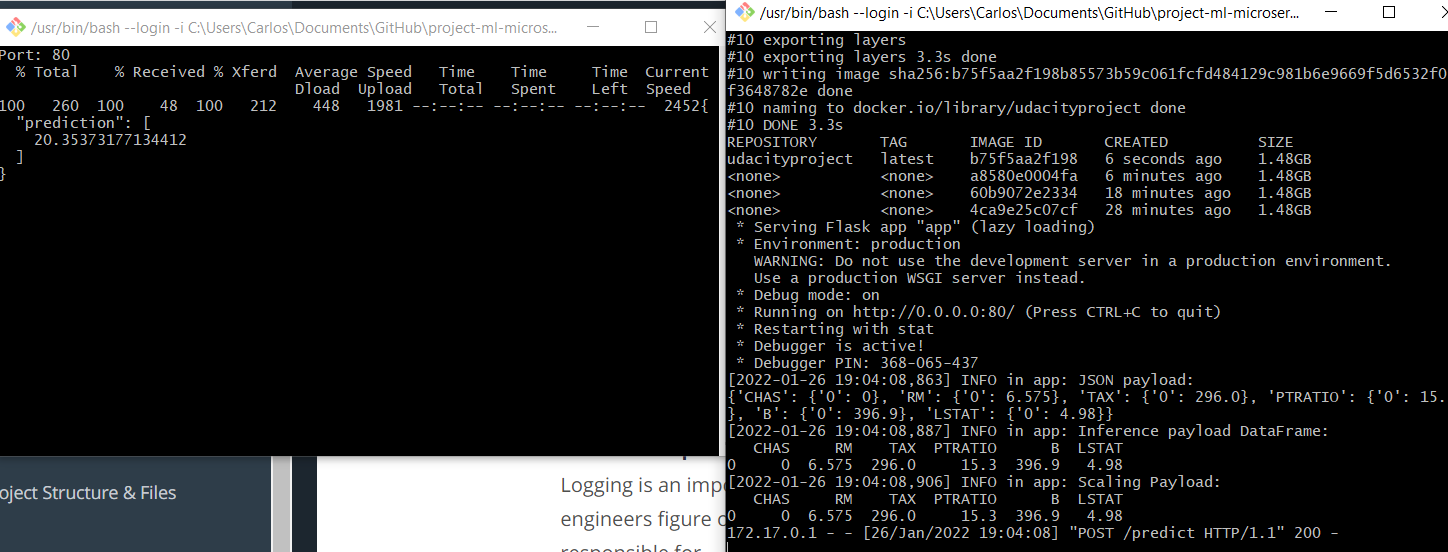 /usr/bin/bash --login -i C:\Users\Carlos\Documents\GitHub\project-ml-micros...
Port: 80
% Total % Received % Xferd Average Speed Time Time Time Current
Dload Upload Total Spent Left Speed
100 260 100 48 100 212 448 1981 --:--:-- --:--:-- --:--:-- 2452{
"prediction": [
20.35373177134412
]
}
oject Structure & Files
Logging is an impo
engineers figure o
responsible for
/usr/bin/bash --login -i C:\Users\Carlos\Documents\GitHub\project-ml-microser...
#10 exporting layers
#10 exporting layers 3.3s done
#10 writing image sha256:b75f5aa2f198b85573b59c061fcfd484129c981b6e9669f5d6532f0
f3648782e done
#10 naming to docker.io/library/udacityproject done
#10 DONE 3.3s
REPOSITORY TAG IMAGE ID CREATED SIZE
udacityproject latest b75f5aa2f198 6 seconds ago 1.48GB
<none> <none> a8580e0004fa 6 minutes ago 1.48GB
<none> <none> 60b9072e2334 18 minutes ago 1.48GB
<none> <none> 4ca9e25c07cf 28 minutes ago 1.48GB
* Serving Flask app "app" (lazy loading)
* Environment: production
WARNING: Do not use the development server in a production environment.
Use a production WSGI server instead.
* Debug mode: on
* Running on http://0.0.0.0:80/ (Press CTRL+C to quit)
* Restarting with stat
* Debugger is active!
* Debugger PIN: 368-065-437
[2022-01-26 19:04:08,863] INFO in app: JSON payload:
{'CHAS': {'0': 0}, 'RM': {'0': 6.575}, 'TAX': {'0': 296.0}, 'PTRATIO': {'0': 15.
}, 'B': {'0': 396.9}, 'LSTAT': {'0': 4.98}}
[2022-01-26 19:04:08,887] INFO in app: Inference payload DataFrame:
CHAS RM TAX PTRATIO B LSTAT
0 0 6.575 296.0 15.3 396.9 4.98
[2022-01-26 19:04:08,906] INFO in app: Scaling Payload:
CHAS RM TAX PTRATIO B LSTAT
0 0 6.575 296.0 15.3 396.9 4.98
172.17.0.1 - - [26/Jan/2022 19:04:08] "POST /predict HTTP/1.1" 200 -